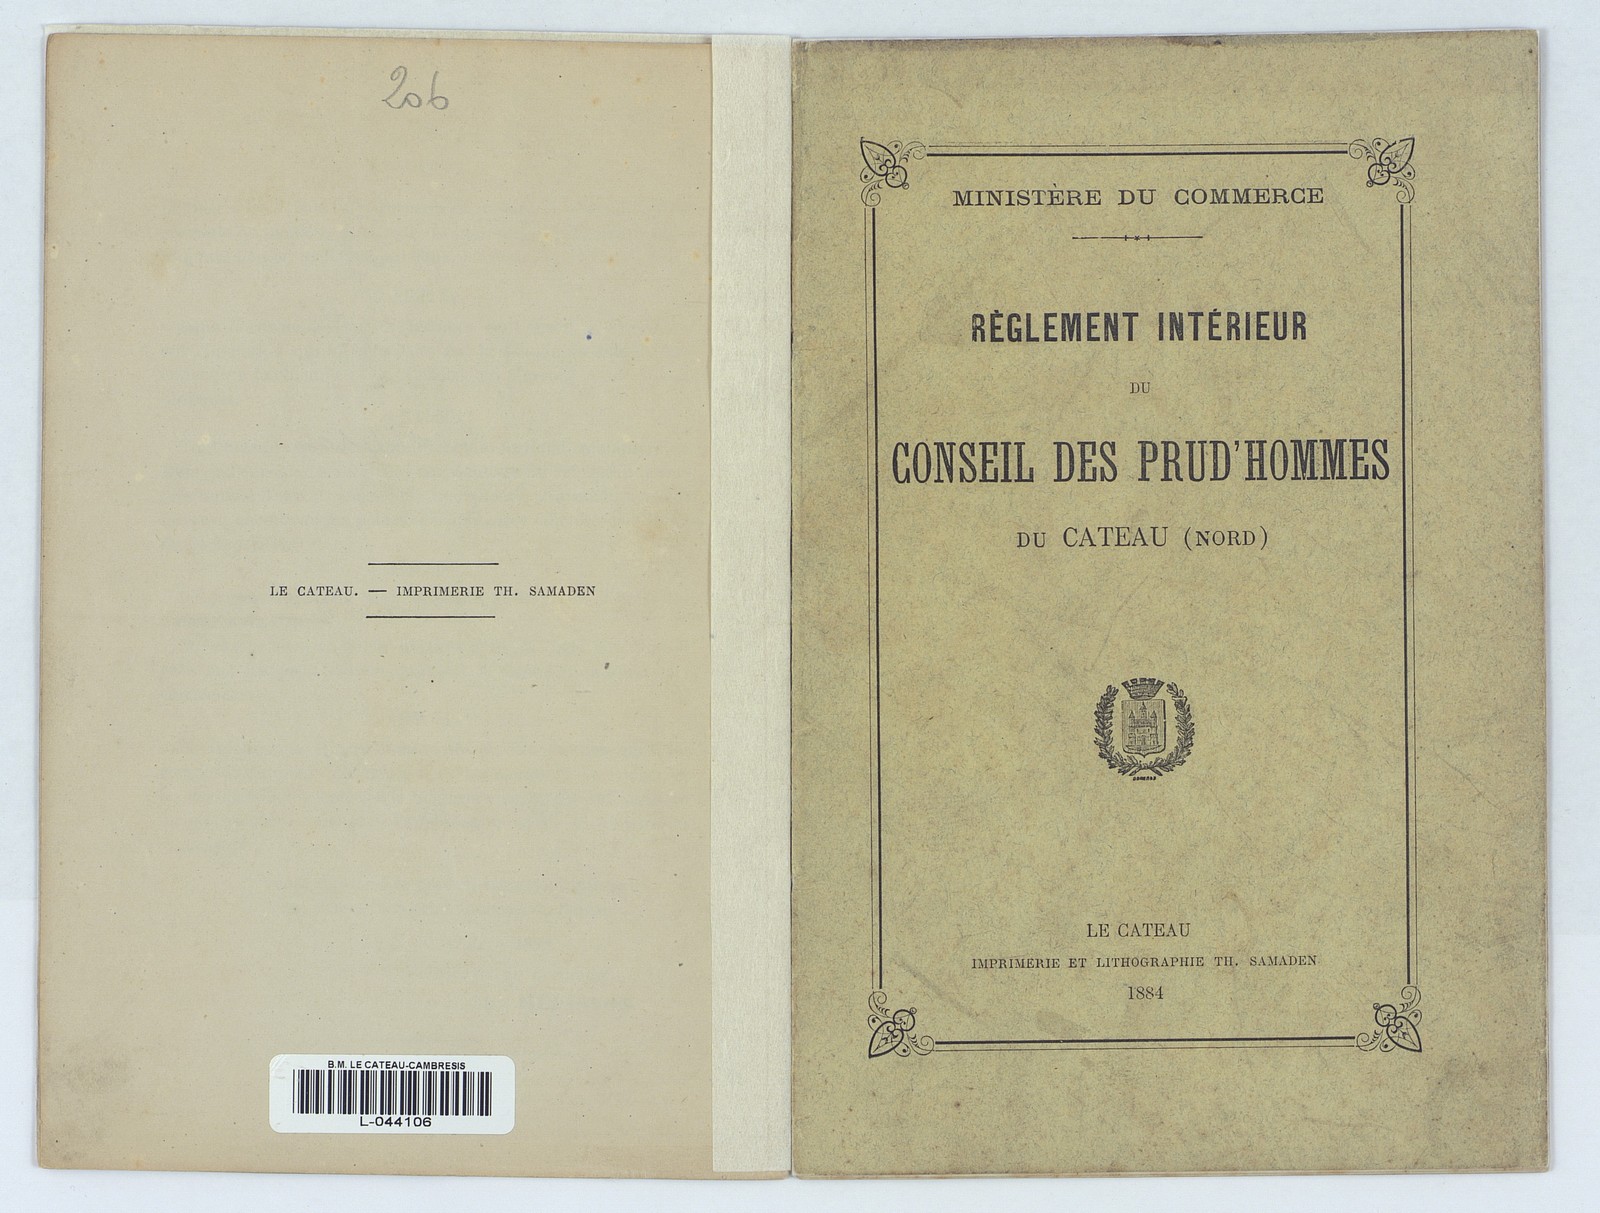 206
LE CATEAU. — IMPRIMERIE TH. SAMADEN
B.M. LE CATEAU-CAMBRESIS
L-044106
MINISTÈRE DU COMMERCE
RÈGLEMENT INTÉRIEUR
DU
CONSEIL DES PRUD'HOMMES
DU CATEAU (NORD)
LE CATEAU
IMPRIMERIE ET LITHOGRAPHIE TH. SAMADEN
1884